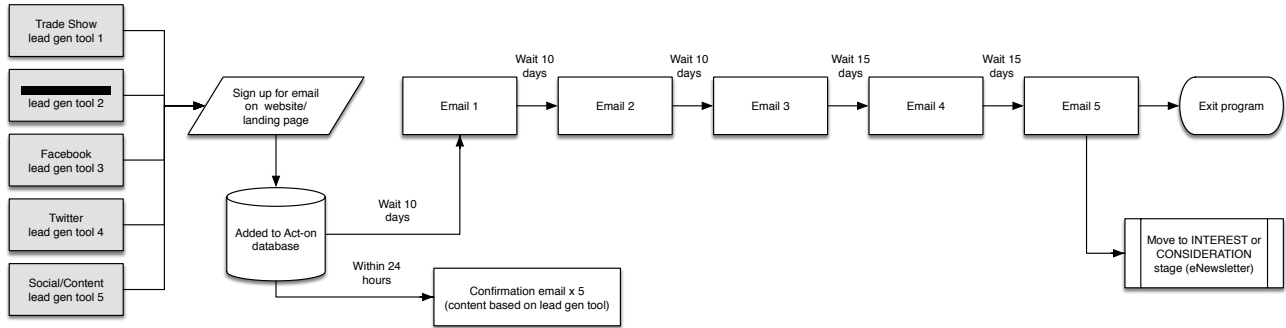 Trade Show
lead gen tool 1
lead gen tool 2
Facebook
lead gen tool 3
Twitter
lead gen tool 4
Social/Content
lead gen tool 5
Sign up for email
on website/
landing page
Added to Act-on
database
Wait 10
days
Within 24
hours
Confirmation email x 5
(content based on lead gen tool)
Email 1
Wait 10
days
Email 2
Wait 10
days
Email 3
Wait 15
days
Email 4
Wait 15
days
Email 5
Exit program
Move to INTEREST or
CONSIDERATION
stage (eNewsletter)